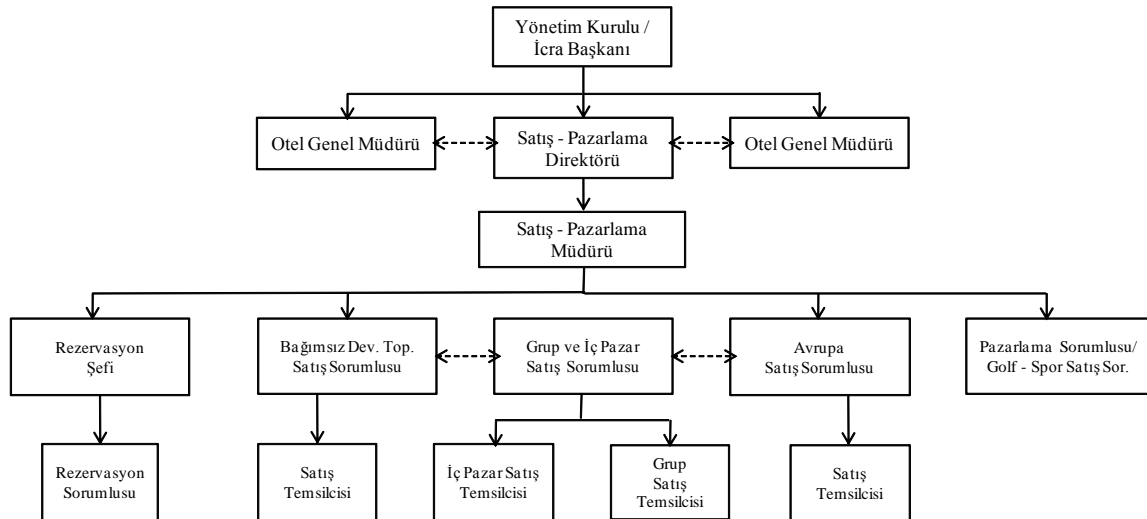 Yönetim Kurulu /
İcra Başkanı
Otel Genel Müdürü
Satış - Pazarlama
Direktörü
Otel Genel Müdürü
Satış - Pazarlama
Müdürü
Rezervasyon
Şefi
Bağımsız Dev. Top.
Satış Sorumlusu
Grup ve İç Pazar
Satış Sorumlusu
Avrupa
Satış Sorumlusu
Pazarlama Sorumlusu/
Golf - Spor Satış Sor.
Rezervasyon
Sorumlusu
Satış
Temsilcisi
İç Pazar Satış
Temsilcisi
Grup
Satış
Temsilcisi
Satış
Temsilcisi